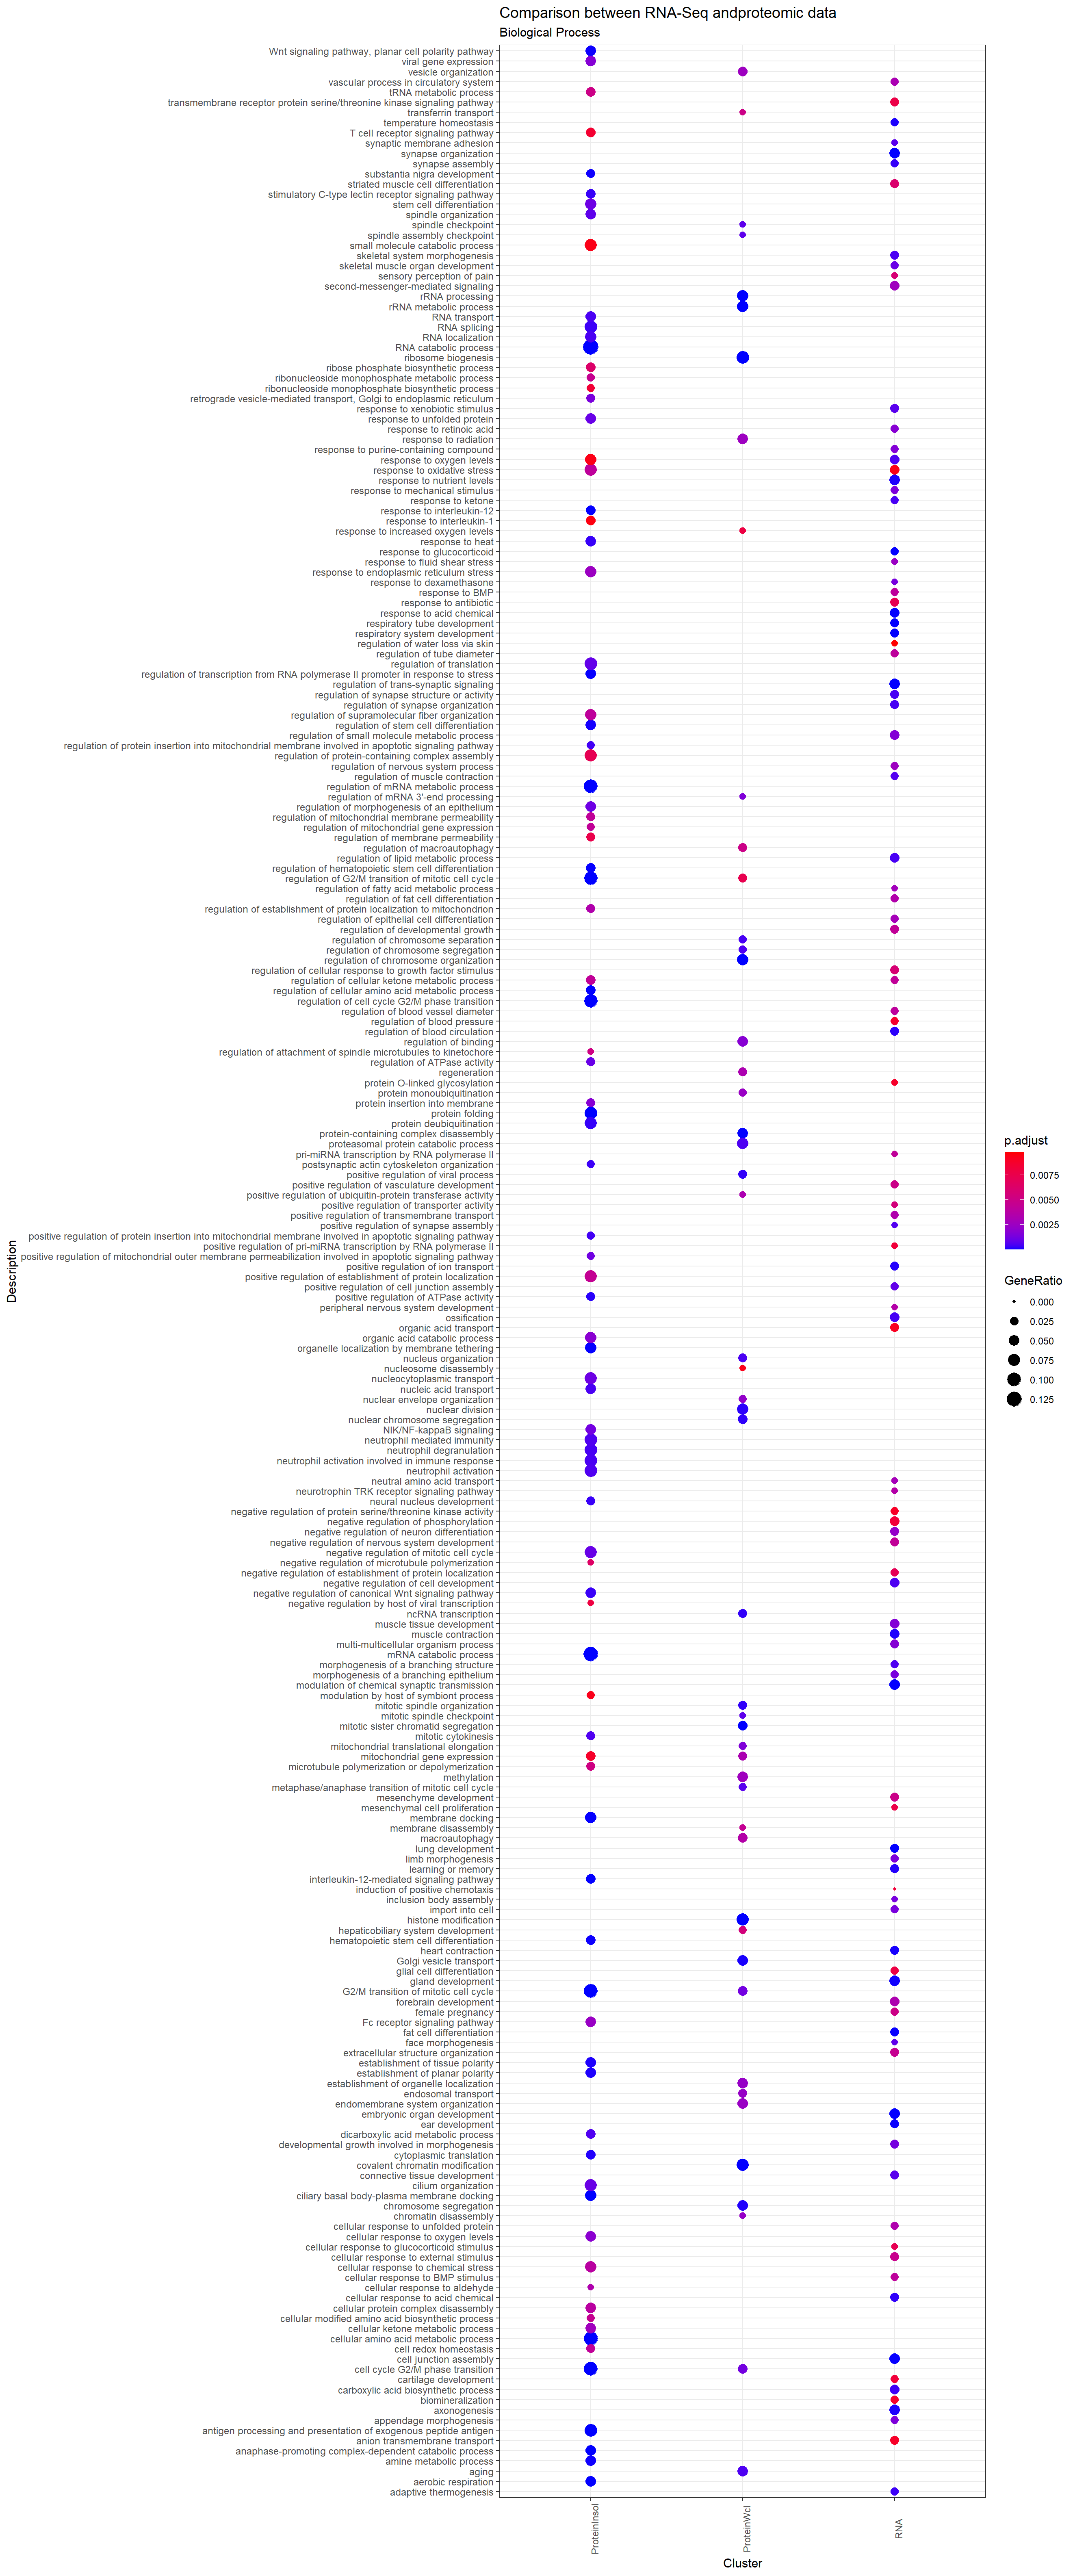 Comparison between RNA-Seq andproteomic data
Biological Process
Wnt signaling pathway, planar cell polarity pathway
viral gene expression
vesicle organization
vascular process in circulatory system
tRNA metabolic process
transmembrane receptor protein serine/threonine kinase signaling pathway
transferrin transport
temperature homeostasis
T cell receptor signaling pathway
synaptic membrane adhesion
synapse organization
synapse assembly
substantia nigra development
striated muscle cell differentiation
stimulatory C-type lectin receptor signaling pathway
stem cell differentiation
spindle organization
spindle checkpoint
spindle assembly checkpoint
small molecule catabolic process
skeletal system morphogenesis
skeletal muscle organ development
sensory perception of pain
second-messenger-mediated signaling
rRNA processing
rRNA metabolic process
RNA transport
RNA splicing
RNA localization
RNA catabolic process
ribosome biogenesis
ribose phosphate biosynthetic process
ribonucleoside monophosphate metabolic process
ribonucleoside monophosphate biosynthetic process
retrograde vesicle-mediated transport, Golgi to endoplasmic reticulum
response to xenobiotic stimulus
response to unfolded protein
response to retinoic acid
response to radiation
response to purine-containing compound
response to oxygen levels
response to oxidative stress
response to nutrient levels
response to mechanical stimulus
response to ketone
response to interleukin-12
response to interleukin-1
response to increased oxygen levels
response to heat
response to glucocorticoid
response to fluid shear stress
response to endoplasmic reticulum stress
response to dexamethasone
response to BMP
response to antibiotic
response to acid chemical
respiratory tube development
respiratory system development
regulation of water loss via skin
regulation of tube diameter
regulation of translation
regulation of transcription from RNA polymerase II promoter in response to stress
regulation of trans-synaptic signaling
regulation of synapse structure or activity
regulation of synapse organization
regulation of supramolecular fiber organization
regulation of stem cell differentiation
regulation of small molecule metabolic process
regulation of protein insertion into mitochondrial membrane involved in apoptotic signaling pathway
regulation of protein-containing complex assembly
regulation of nervous system process
regulation of muscle contraction
regulation of mRNA metabolic process
regulation of mRNA 3'-end processing
regulation of morphogenesis of an epithelium
regulation of mitochondrial membrane permeability
regulation of mitochondrial gene expression
regulation of membrane permeability
regulation of macroautophagy
regulation of lipid metabolic process
regulation of hematopoietic stem cell differentiation
regulation of G2/M transition of mitotic cell cycle
regulation of fatty acid metabolic process
regulation of fat cell differentiation
regulation of establishment of protein localization to mitochondrion
regulation of epithelial cell differentiation
regulation of developmental growth
regulation of chromosome separation
regulation of chromosome segregation
regulation of chromosome organization
regulation of cellular response to growth factor stimulus
regulation of cellular ketone metabolic process
regulation of cellular amino acid metabolic process
regulation of cell cycle G2/M phase transition
regulation of blood vessel diameter
regulation of blood pressure
regulation of blood circulation
regulation of binding
regulation of attachment of spindle microtubules to kinetochore
regulation of ATPase activity
regeneration
protein O-linked glycosylation
protein monoubiquitination
protein insertion into membrane
protein folding
protein deubiquitination
protein-containing complex disassembly
proteasomal protein catabolic process
pri-miRNA transcription by RNA polymerase II
postsynaptic actin cytoskeleton organization
positive regulation of viral process
positive regulation of vasculature development
positive regulation of ubiquitin-protein transferase activity
positive regulation of transporter activity
positive regulation of transmembrane transport
positive regulation of synapse assembly
positive regulation of protein insertion into mitochondrial membrane involved in apoptotic signaling pathway
positive regulation of pri-miRNA transcription by RNA polymerase II
positive regulation of mitochondrial outer membrane permeabilization involved in apoptotic signaling pathway
positive regulation of ion transport
positive regulation of establishment of protein localization
positive regulation of cell junction assembly
positive regulation of ATPase activity
peripheral nervous system development
ossification
organic acid transport
organic acid catabolic process
organelle localization by membrane tethering
nucleus organization
nucleosome disassembly
nucleocytoplasmic transport
nucleic acid transport
nuclear envelope organization
nuclear division
nuclear chromosome segregation
NIK/NF-kappaB signaling
neutrophil mediated immunity
neutrophil degranulation
neutrophil activation involved in immune response
neutrophil activation
neutral amino acid transport
neurotrophin TRK receptor signaling pathway
neural nucleus development
negative regulation of protein serine/threonine kinase activity
negative regulation of phosphorylation
negative regulation of neuron differentiation
negative regulation of nervous system development
negative regulation of mitotic cell cycle
negative regulation of microtubule polymerization
negative regulation of establishment of protein localization
negative regulation of cell development
negative regulation of canonical Wnt signaling pathway
negative regulation by host of viral transcription
ncRNA transcription
muscle tissue development
muscle contraction
multi-multicellular organism process
mRNA catabolic process
morphogenesis of a branching structure
morphogenesis of a branching epithelium
modulation of chemical synaptic transmission
modulation by host of symbiont process
mitotic spindle organization
mitotic spindle checkpoint
mitotic sister chromatid segregation
mitotic cytokinesis
mitochondrial translational elongation
mitochondrial gene expression
microtubule polymerization or depolymerization
methylation
metaphase/anaphase transition of mitotic cell cycle
mesenchyme development
mesenchymal cell proliferation
membrane docking
membrane disassembly
macroautophagy
lung development
limb morphogenesis
learning or memory
interleukin-12-mediated signaling pathway
induction of positive chemotaxis
inclusion body assembly
import into cell
histone modification
hepaticobiliary system development
hematopoietic stem cell differentiation
heart contraction
Golgi vesicle transport
glial cell differentiation
gland development
G2/M transition of mitotic cell cycle
forebrain development
female pregnancy
Fc receptor signaling pathway
fat cell differentiation
face morphogenesis
extracellular structure organization
establishment of tissue polarity
establishment of planar polarity
establishment of organelle localization
endosomal transport
endomembrane system organization
embryonic organ development
ear development
dicarboxylic acid metabolic process
developmental growth involved in morphogenesis
cytoplasmic translation
covalent chromatin modification
connective tissue development
cilium organization
ciliary basal body-plasma membrane docking
chromosome segregation
chromatin disassembly
cellular response to unfolded protein
cellular response to oxygen levels
cellular response to glucocorticoid stimulus
cellular response to external stimulus
cellular response to chemical stress
cellular response to BMP stimulus
cellular response to aldehyde
cellular response to acid chemical
cellular protein complex disassembly
cellular modified amino acid biosynthetic process
cellular ketone metabolic process
cellular amino acid metabolic process
cell redox homeostasis
cell junction assembly
cell cycle G2/M phase transition
cartilage development
carboxylic acid biosynthetic process
biomineralization
axonogenesis
appendage morphogenesis
antigen processing and presentation of exogenous peptide antigen
anion transmembrane transport
anaphase-promoting complex-dependent catabolic process
amine metabolic process
aging
aerobic respiration
adaptive thermogenesis
Description
ProteinInsol
ProteinWcl
RNA
Cluster
p.adjust
0.0075
0.0050
0.0025
GeneRatio
0.000
0.025
0.050
0.075
0.100
0.125